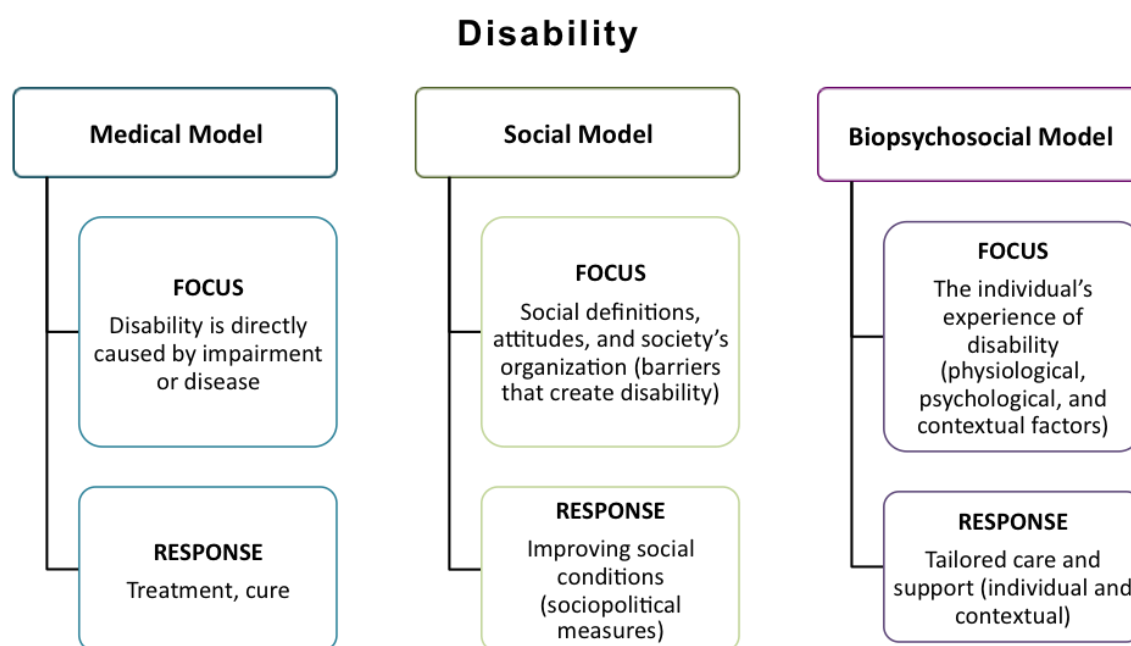 Disability
Medical Model
FOCUS
Disability is directly
caused by impairment
or disease
RESPONSE
Treatment, cure
Social Model
FOCUS
Social definitions,
attitudes, and society’s
organization (barriers
that create disability)
RESPONSE
Improving social
conditions
(sociopolitical
measures)
Biopsychosocial Model
FOCUS
The individual’s
experience of
disability
(physiological,
psychological, and
contextual factors)
RESPONSE
Tailored care and
support (individual and
contextual)